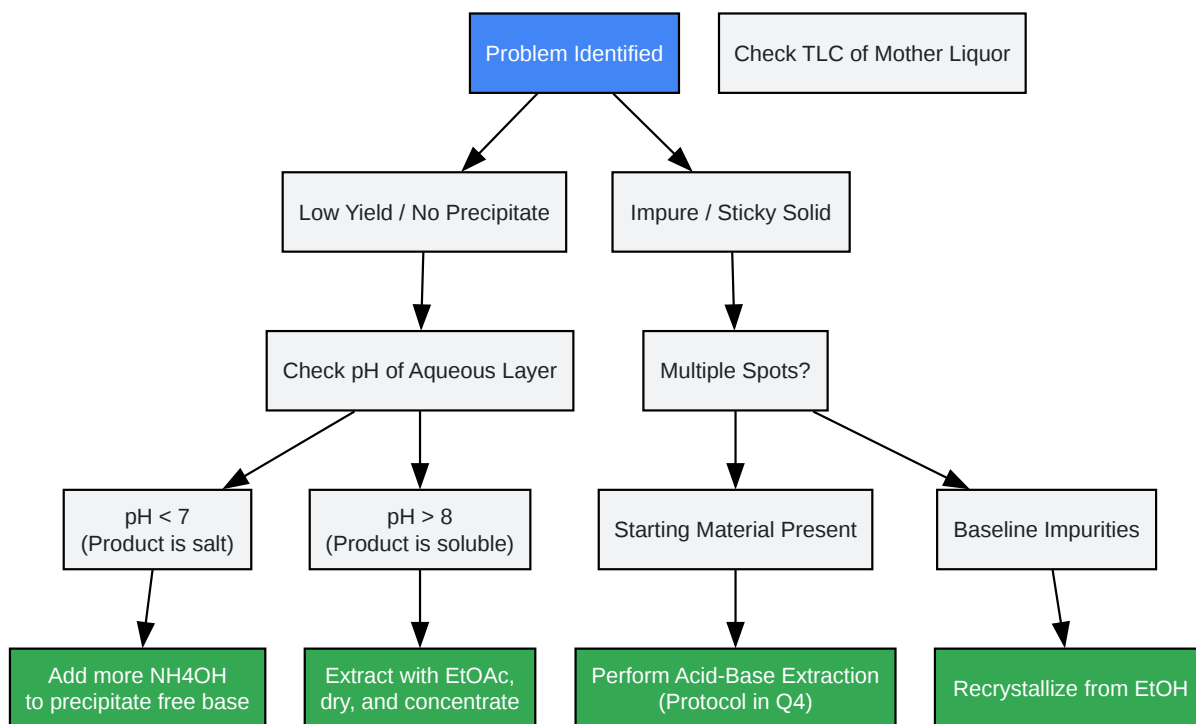 Problem Identified
Check TLC of Mother Liquor
Low Yield / No Precipitate
Impure / Sticky Solid
Check pH of Aqueous Layer
Multiple Spots?
pH < 7
(Product is salt)
pH > 8
(Product is soluble)
Starting Material Present
Baseline Impurities
Add more NH4OH
to precipitate free base
Extract with EtOAc,
dry, and concentrate
Perform Acid-Base Extraction
(Protocol in Q4)
Recrystallize from EtOH